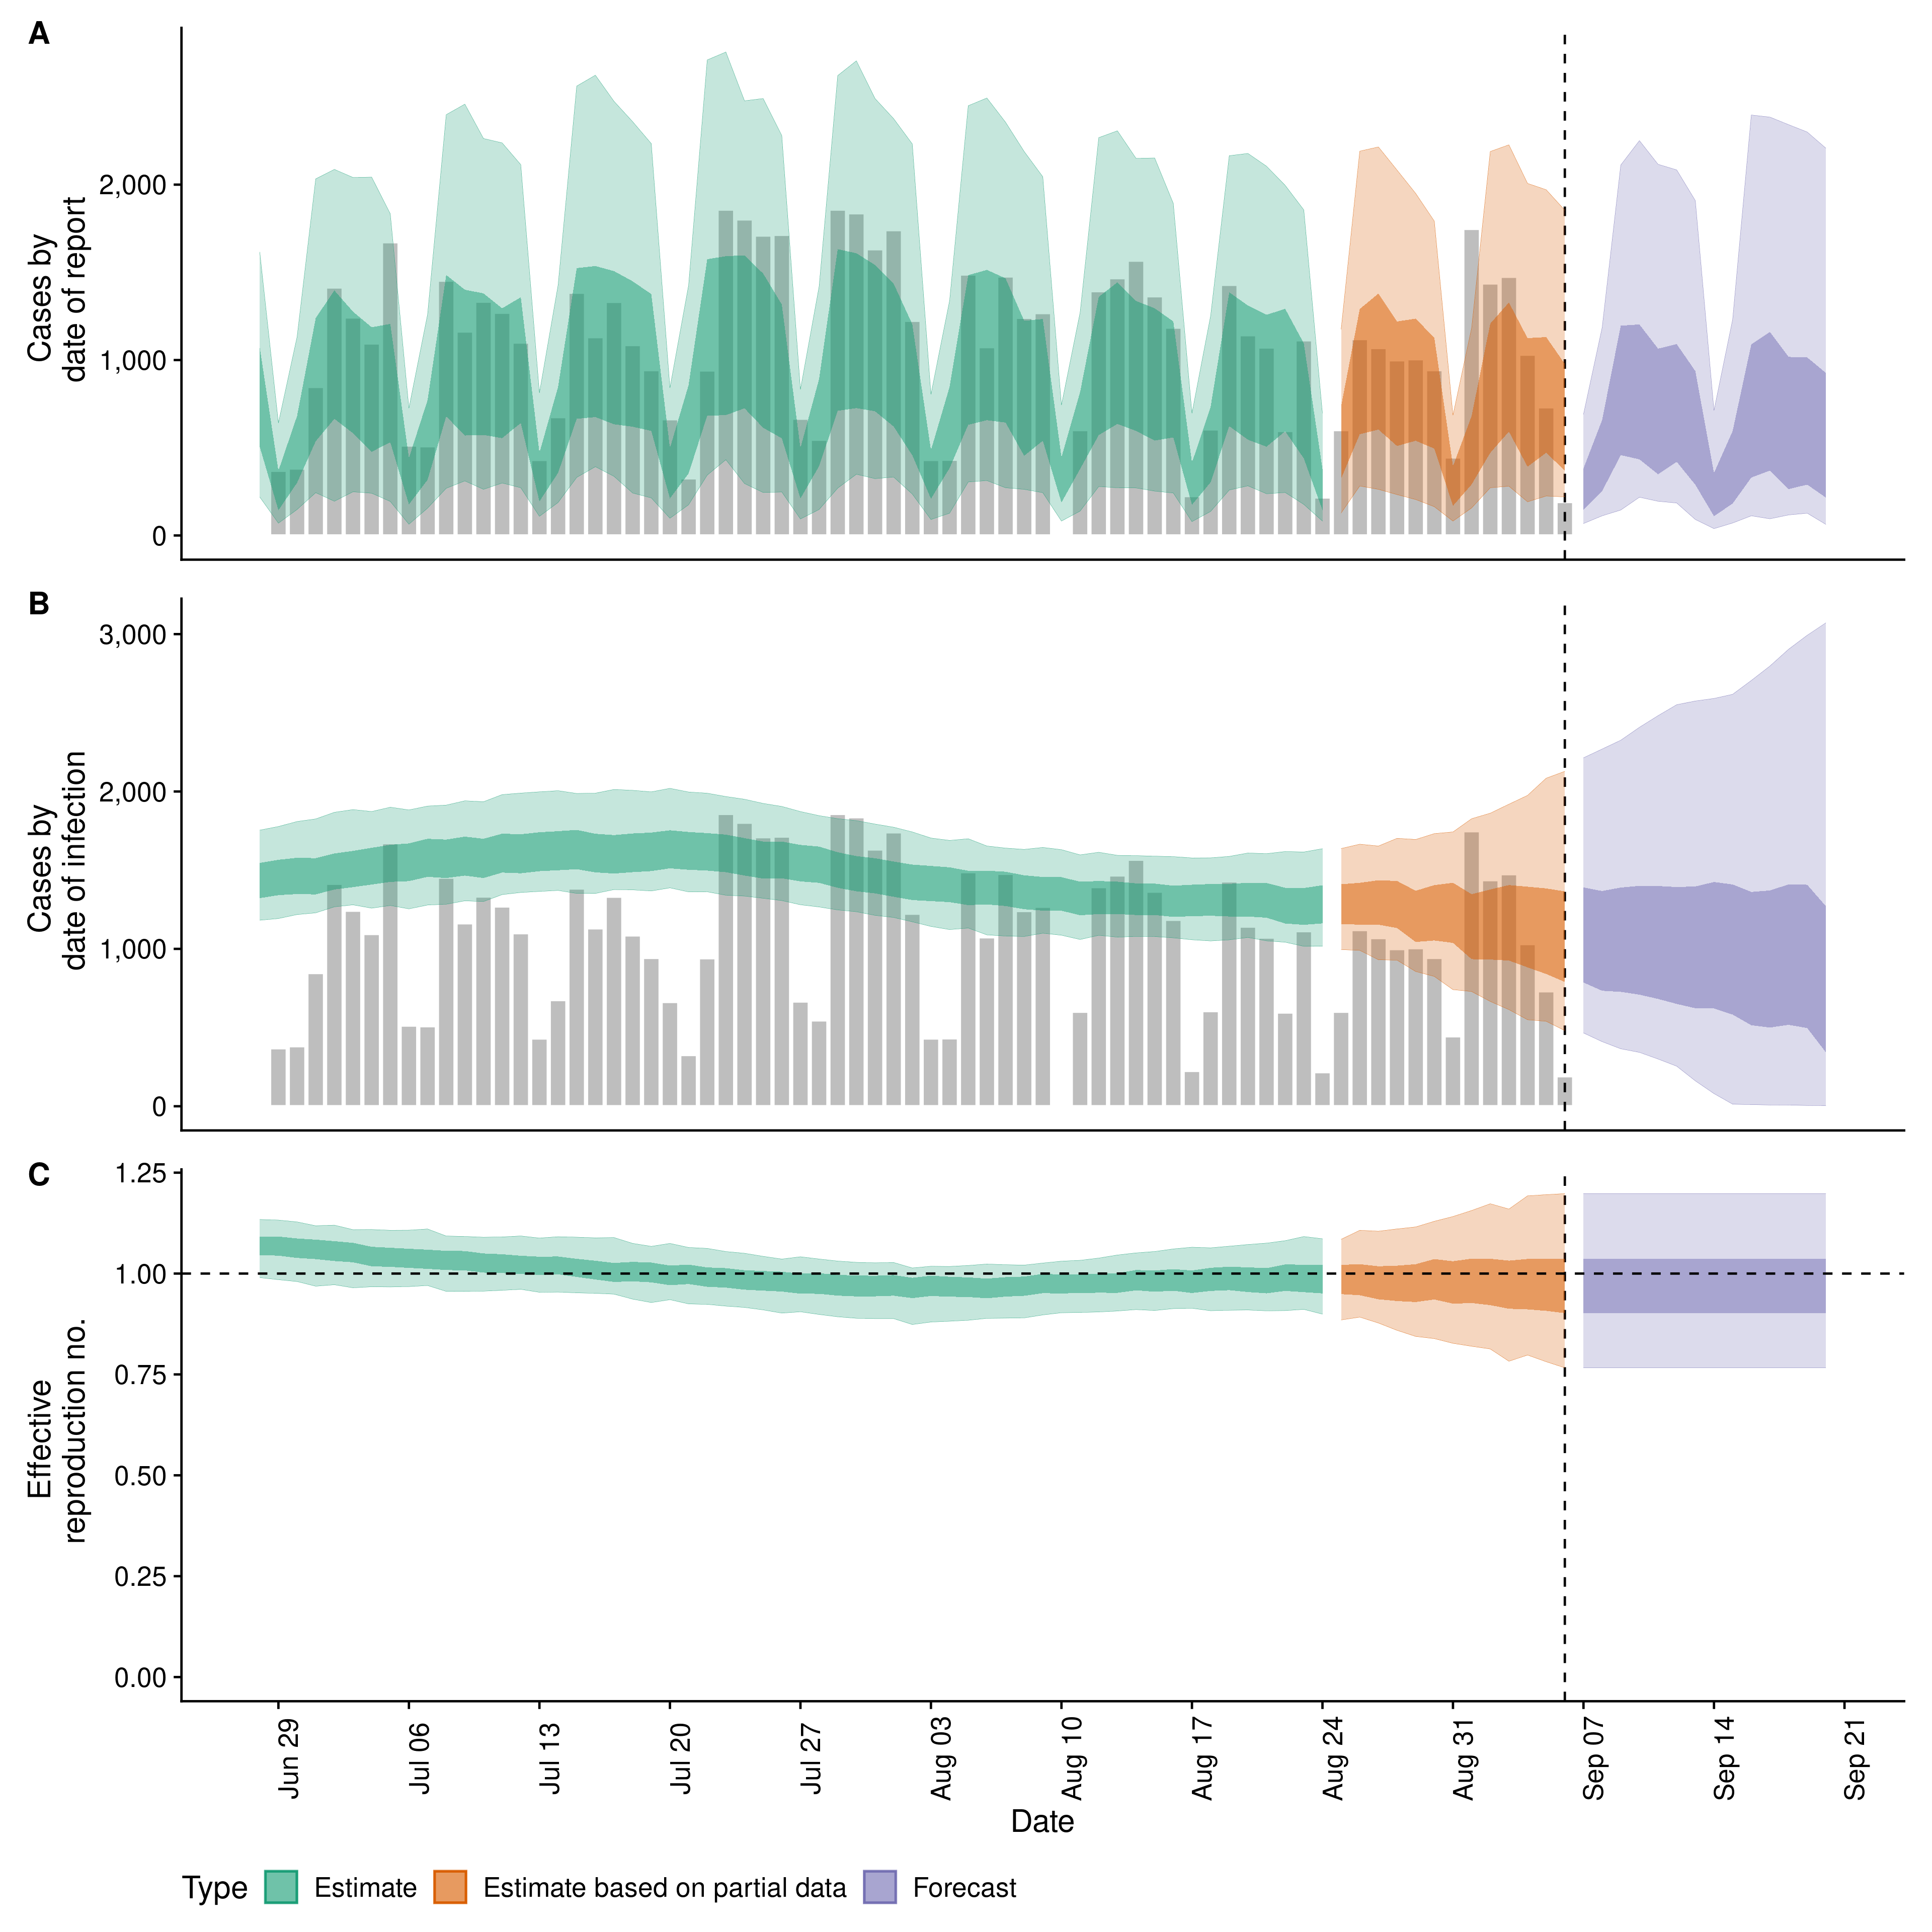 A
Cases by
date of report
2,000
1,000
0
B
Cases by
date of infection
3,000
2,000
1,000
0
C
Effective
reproduction no.
1.25
1.00
0.75
0.50
0.25
0.00
Jun 29
Jul 06
Jul 13
Jul 20
Jul 27
Aug 03
Aug 10
Aug 17
Aug 24
Aug 31
Sep 07
Sep 14
Sep 21
Date
Type Estimate Estimate based on partial data Forecast